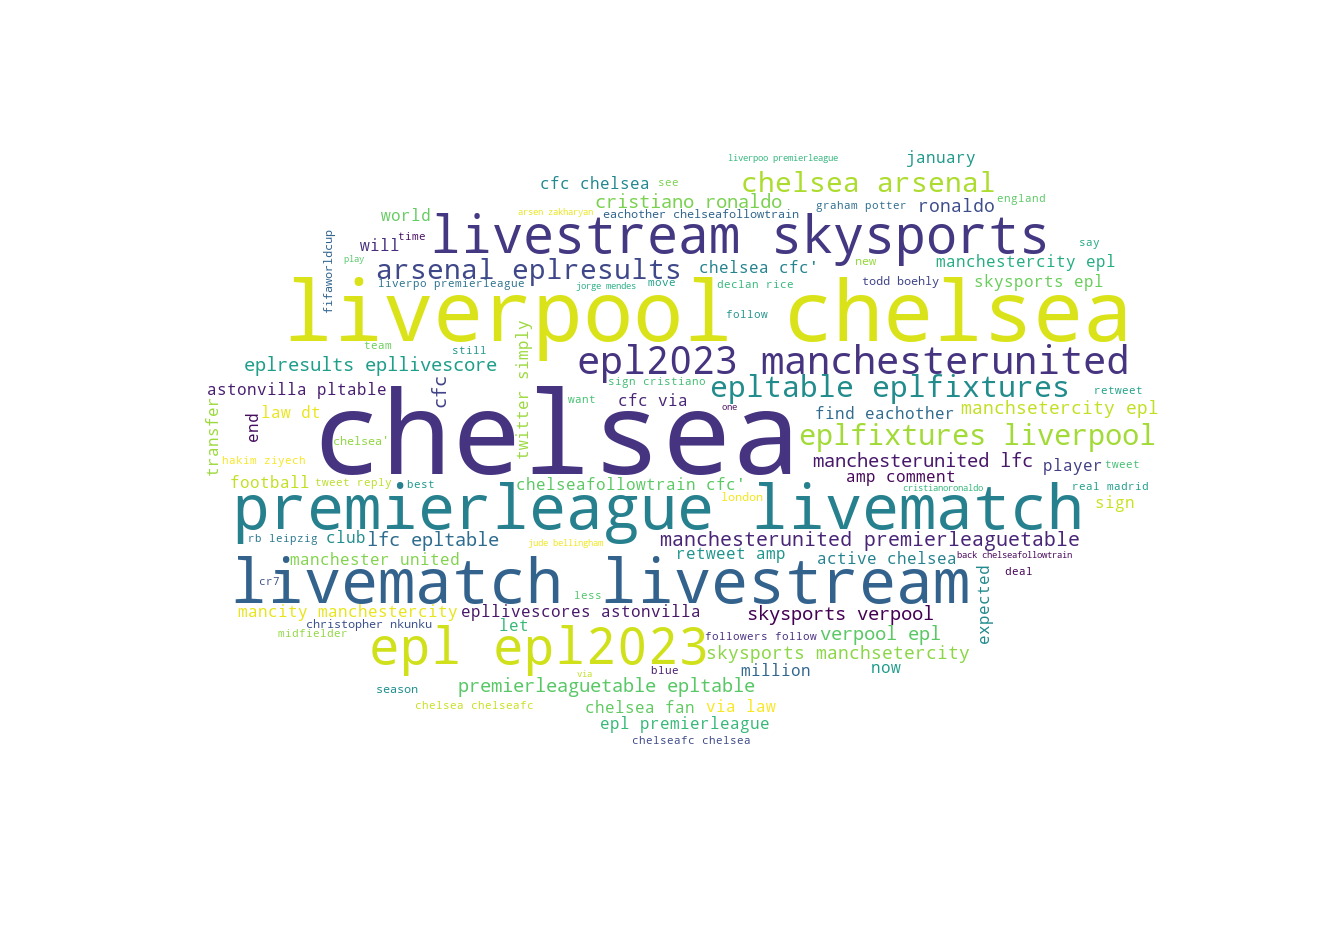 liverpoo premierleague
january
cfc chelsea
see
chelsea arsenal
cristiano ronaldo
england
graham potter
ronaldo
arsen zakharyan
eachother chelseafollowtrain
world
time
will
livestream skysports
say
play
fifaworldcup
arsenal eplresults
chelsea cfc'
new
manchestercity epl
liverpo premierleague
jorge mendes
move
declan rice
todd boehly
skysports epl
liverpool chelsea
follow
team
still
twitter simply
eplresults epllivescore
epl2023 manchesterunited
astonvilla pltable
cfc
sign cristiano
epltable eplfixtures
retweet
transfer
law dt
end
want
cfc via
one
find eachother
manchsetercity epl
chelsea
chelsea'
eplfixtures liverpool
hakim ziyech
manchesterunited lfc
player
tweet
football
tweet reply
best
chelseafollowtrain cfc'
amp comment
cristianoronaldo
real madrid
london
sign
premierleague livematch
rb leipzig
club
lfc epltable
jude bellingham
manchesterunited premierleaguetable
manchester united
retweet amp
active chelsea
back chelseafollowtrain
deal
cr7
livematch livestream
less
expected
mancity manchestercity
epllivescores astonvilla
skysports verpool
christopher nkunku
let
midfielder
epl epl2023
followers follow
verpool epl
skysports manchsetercity
via
blue
million
now
season
premierleaguetable epltable
chelsea chelseafc
chelsea fan
via law
epl premierleague
chelseafc chelsea